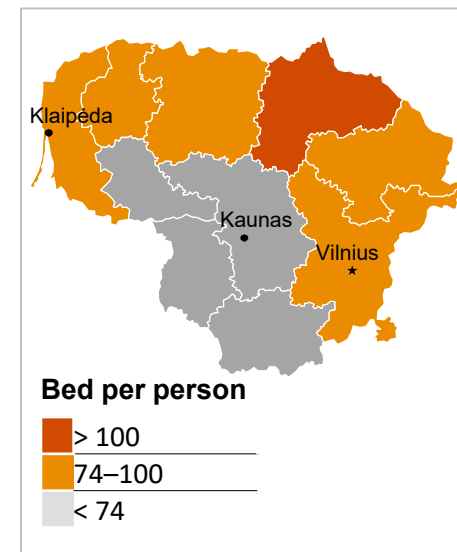 Klaipėda
Kaunas
Vilnius
Bed per person
> 100
74–100
< 74